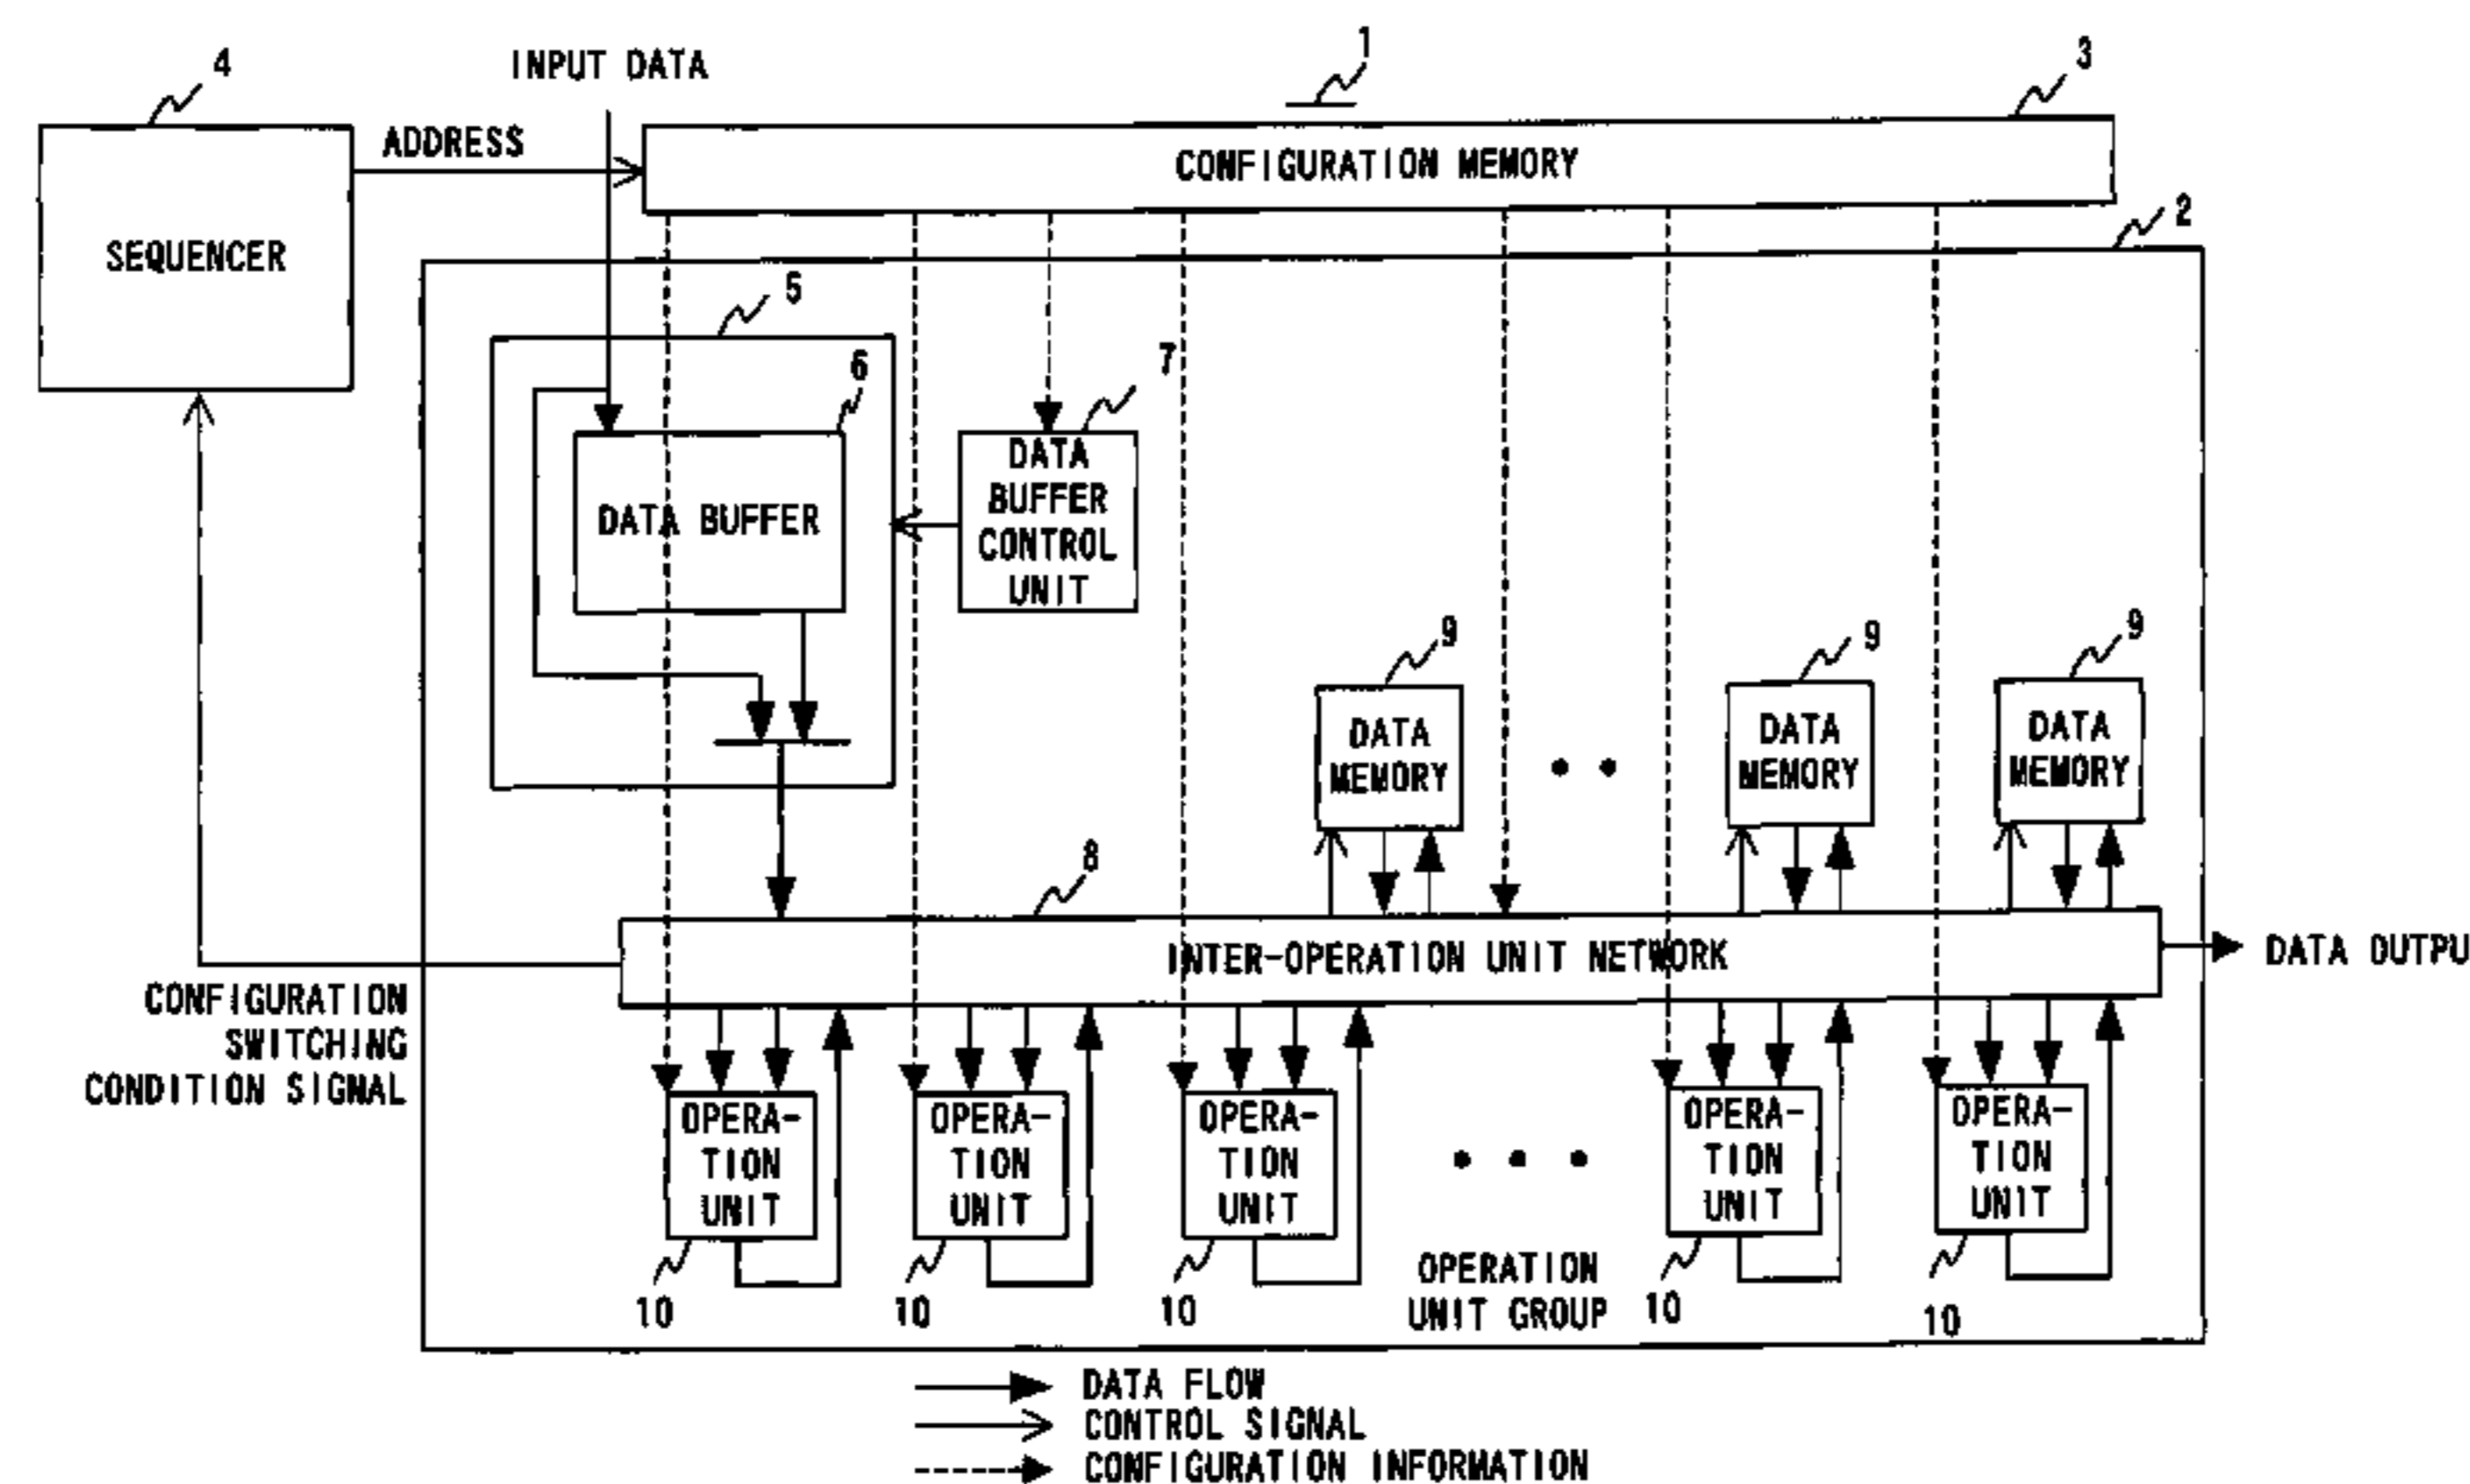 4
INPUT DATA
1
3
ADDRESS
CONFIGURATION MEMORY
2
SEQUENCER
5
6
7
DATA BUFFER
DATA
BUFFER
CONTROL
UNIT
9
9
9
DATA
MEMORY
DATA
MEMORY
DATA
MEMORY
8
INTER-OPERATION UNIT NETWORK
DATA OUTPU
CONFIGURATION
SWITCHING
CONDITION SIGNAL
OPERA-
TION
UNIT
OPERA-
TION
UNIT
OPERA-
TION
UNIT
OPERA-
TION
UNIT
OPERA-
TION
UNIT
10
10
10
OPERATION
UNIT GROUP
10
10
DATA FLOW
CONTROL SIGNAL
CONFIGURATION INFORMATION